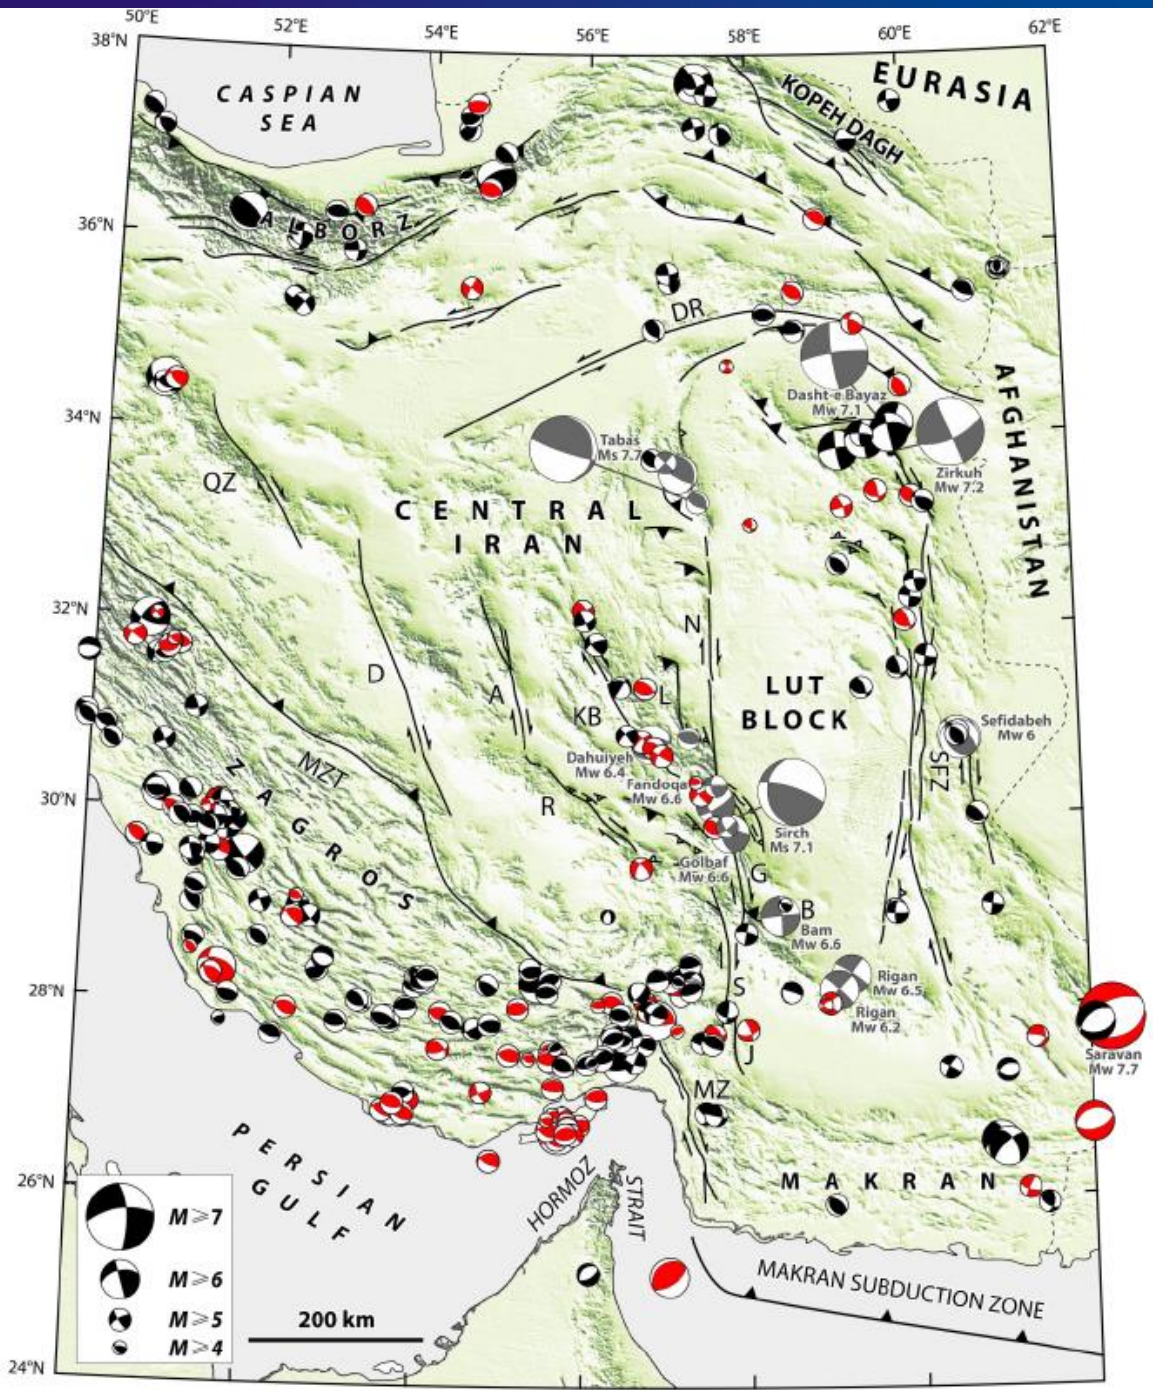 50°E
52°E
54°E
56°E
58°E
60°E
62°E
38°N
CASPIAN
SEA
EURASIA
KOPEH DAGH
36°N
ALBORZ
DR
AFGHANISTAN
Dasht-e Bayaz
Mw 7.1
34°N
Tabas
Ms 7.7
Zirkuh
Mw 7.2
QZ
CENTRAL
IRAN
32°N
N
D
A
L
LUT
BLOCK
KB
Sefidabeh
Mw 6
SFZ
MZT
Dahuiyeh
Mw 6.4
Fandoqa
Mw 6.6
30°N
ZAGROS
R
Sirch
Ms 7.1
Golbaf
Mw 6.6
G
B
Bam
Mw 6.6
28°N
S
Rigan
Mw 6.5
Rigan
Mw 6.2
J
Saravan
Mw 7.7
MZ
PERSIAN
GULF
26°N
MAKRAN
HORMOZ
STRAIT
M≥7
M≥6
M≥5
M≥4
200 km
MAKRAN SUBDUCTION ZONE
24°N